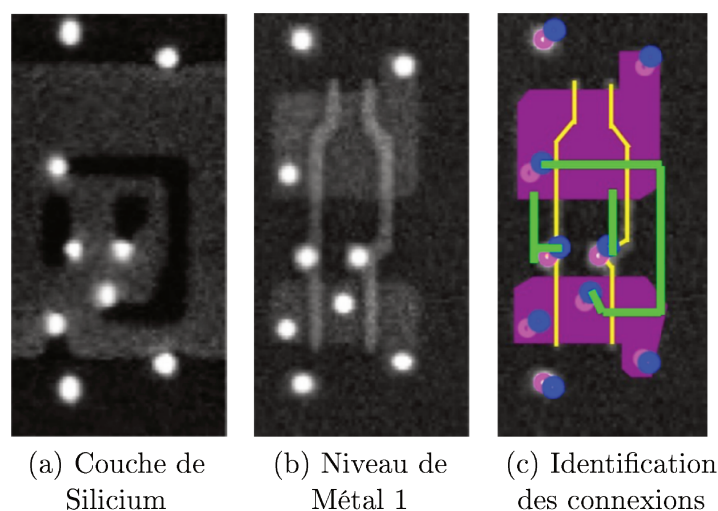 (a) Couche de
Silicium
(b) Niveau de
Métal 1
(c) Identification
des connexions